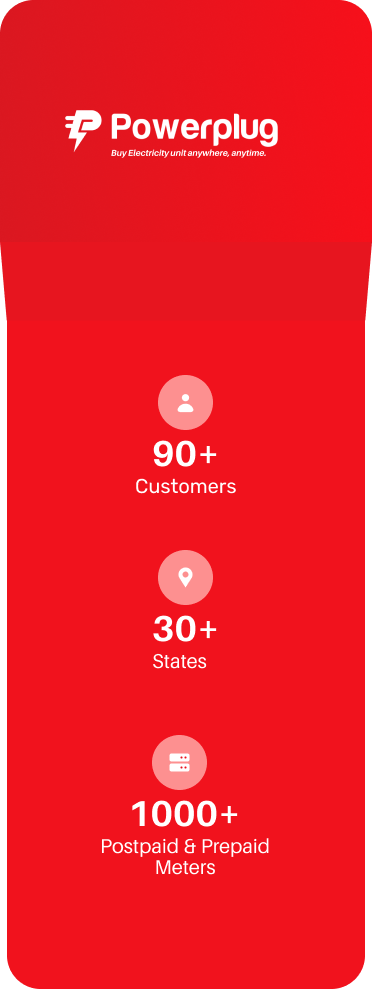 Powerplug
Buy Electricity unit anywhere, anytime.
90+
Customers
30+
States
1000+
Postpaid & Prepaid
Meters